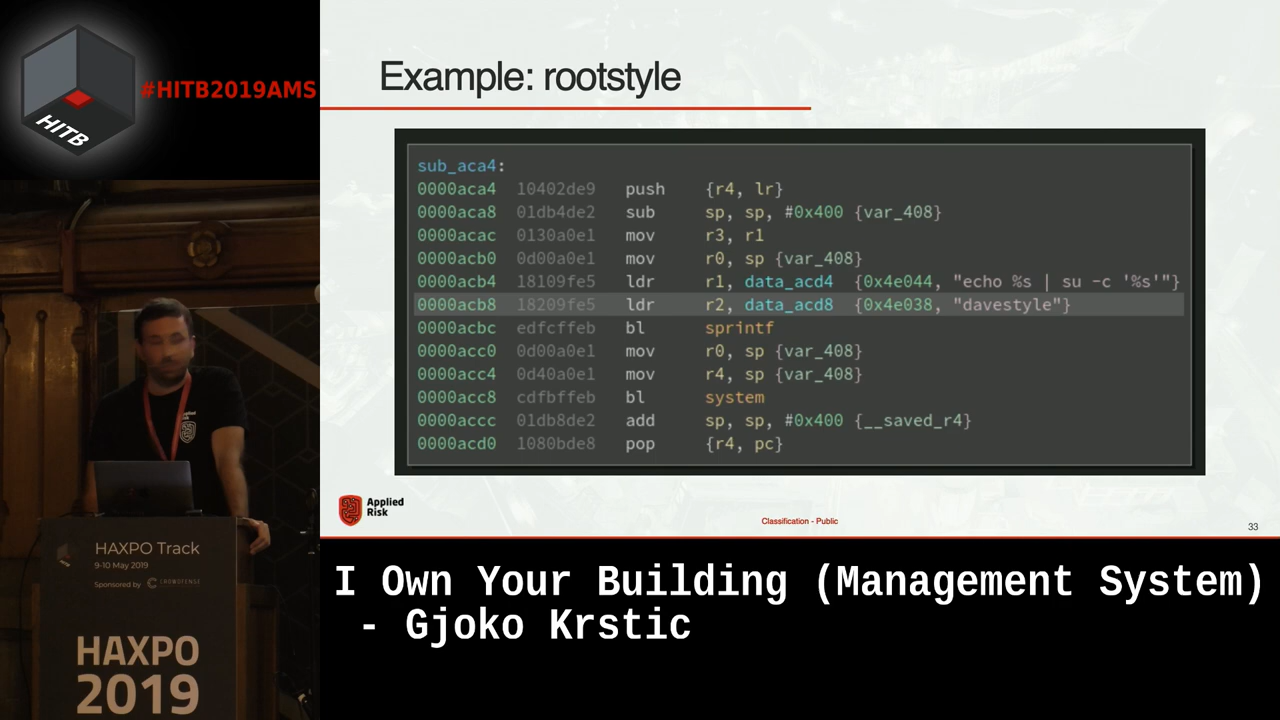 HITB
#HITB2019AMS
Example: rootstyle
sub_aca4:
0000aca4 10402de9 push {r4, lr}
0000aca8 01db4de2 sub sp, sp, #0x400 {var_408}
0000acac 0130a0e1 mov r3, r1
0000acb0 0d00a0e1 mov r0, sp {var_408}
0000acb4 18109fe5 ldr r1, data_acd4 {0x4e044, "echo %s | su -c '%s'"}
0000acb8 18209fe5 ldr r2, data_acd8 {0x4e038, "davestyle"}
0000acbc edfcffeb bl sprintf
0000acc0 0d00a0e1 mov r0, sp {var_408}
0000acc4 0d40a0e1 mov r4, sp {var_408}
0000acc8 cdfbffeb bl system
0000accc 01db8de2 add sp, sp, #0x400 {__saved_r4}
0000acd0 1080bde8 pop {r4, pc}
Applied
Risk
Classification - Public
33
Applied
Risk
HAXPO Track
9-10 May 2019
Sponsored by CROWDFENSE
HAXPO
2019
I Own Your Building (Management System)
- Gjoko Krstic